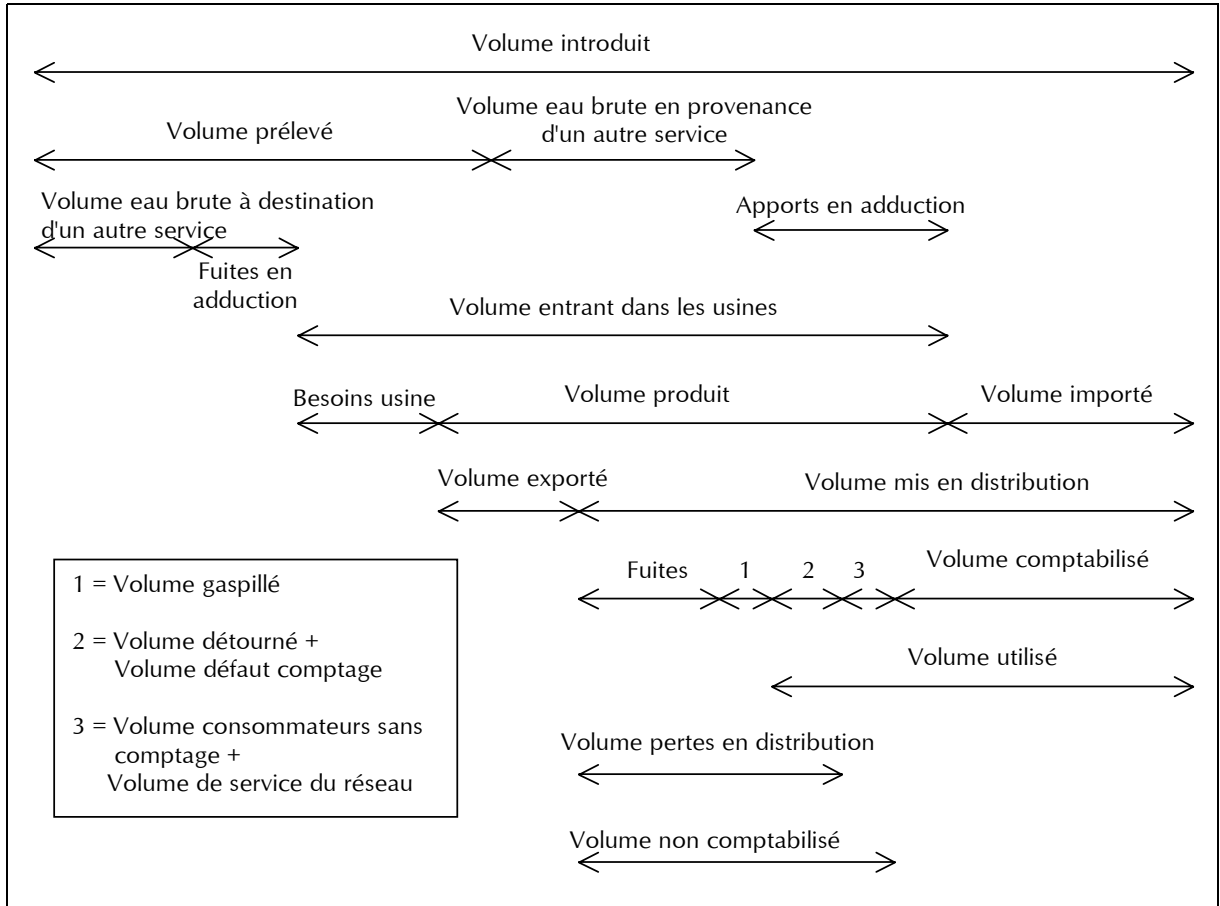 Volume introduit
Volume eau brute en provenance
d'un autre service
Volume prélevé
Volume eau brute à destination
d'un autre service
Apports en adduction
Fuites en
adduction
Volume entrant dans les usines
Besoins usine
Volume produit
Volume importé
Volume exporté
Volume mis en distribution
Fuites
1
2
3
Volume comptabilisé
1 = Volume gaspillé
2 = Volume détourné +
Volume défaut comptage
3 = Volume consommateurs sans
comptage +
Volume de service du réseau
Volume utilisé
Volume pertes en distribution
Volume non comptabilisé